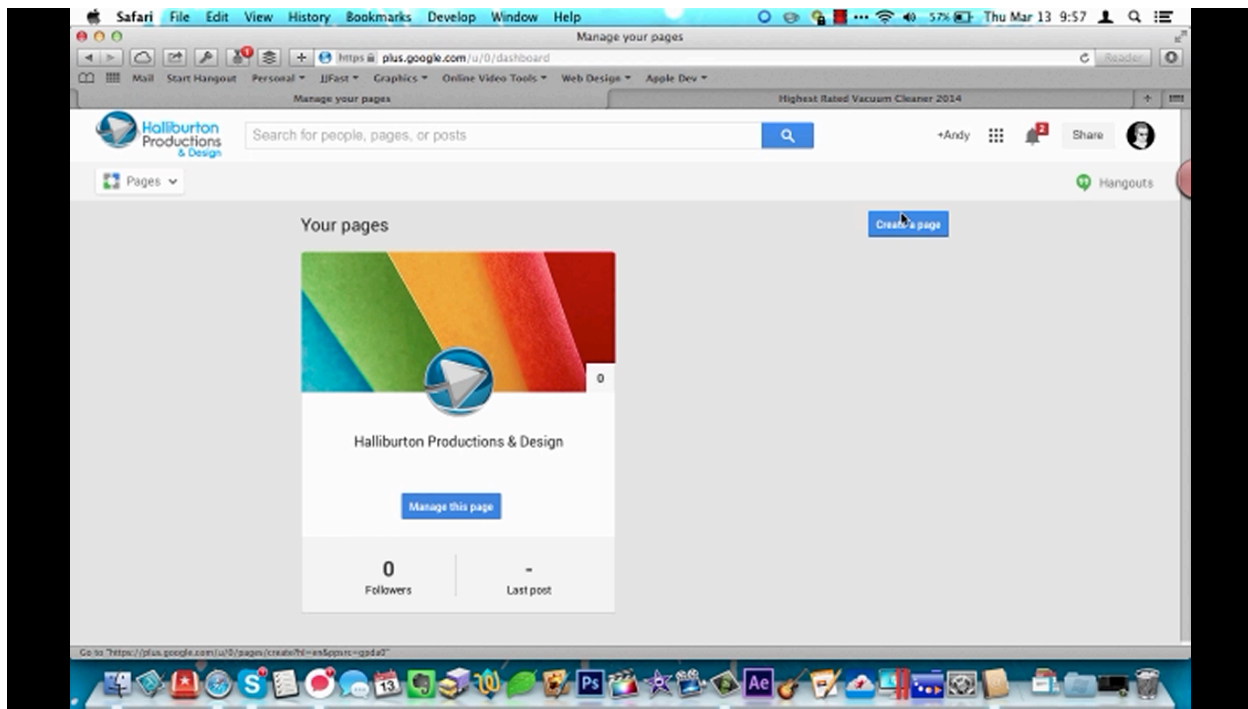 Safari File Edit View History Bookmarks Develop Window Help 57% Thu Mar 13 9:57
Manage your pages
https plus.google.com/u/0/dashboard Reader
Mail Start Hangout Personal JJFast Graphics Online Video Tools Web Design Apple Dev
Manage your pages Highest Rated Vacuum Cleaner 2014
Halliburton
Productions
& Design
Search for people, pages, or posts
+Andy 2 Share
Pages Hangouts
Your pages Create a page
0
Halliburton Productions & Design
Manage this page
0 -
Followers Last post
Go to "https://plus.google.com/u/0/pages/create?hl=en&ppsrc=gpda0"
13 Ps Ae